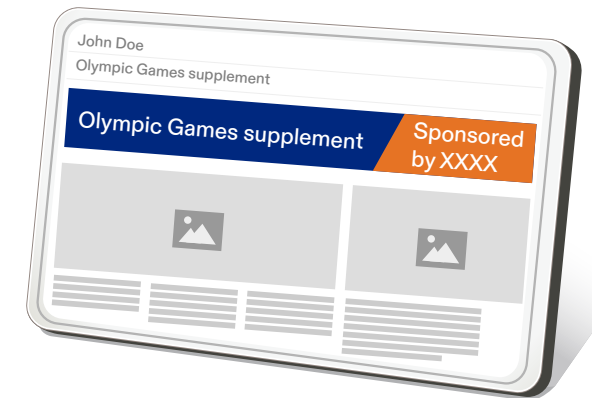 John Doe
Olympic Games supplement
Olympic Games supplement
Sponsored
by XXXX